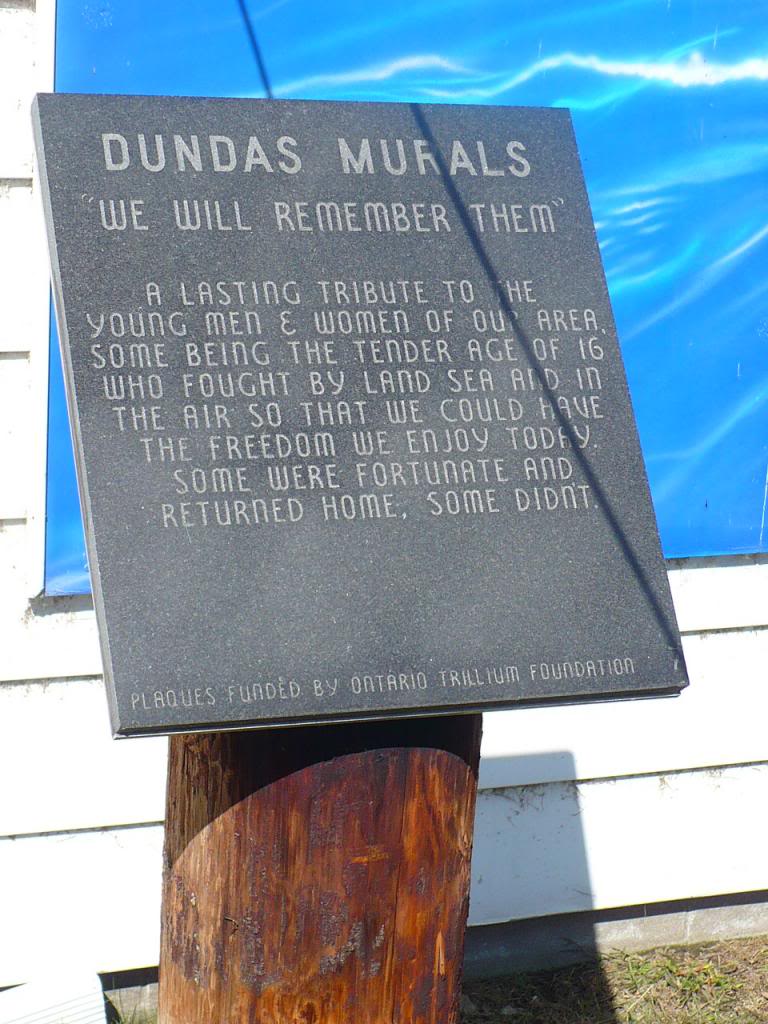 DUNDAS MURALS
"WE WILL REMEMBER THEM"
A LASTING TRIBUTE TO THE
YOUNG MEN & WOMEN OF OUR AREA,
SOME BEING THE TENDER AGE OF 16
WHO FOUGHT BY LAND SEA AND IN
THE AIR SO THAT WE COULD HAVE
THE FREEDOM WE ENJOY TODAY.
SOME WERE FORTUNATE AND
RETURNED HOME, SOME DIDN'T.
PLAQUES FUNDED BY ONTARIO TRILLIUM FOUNDATION